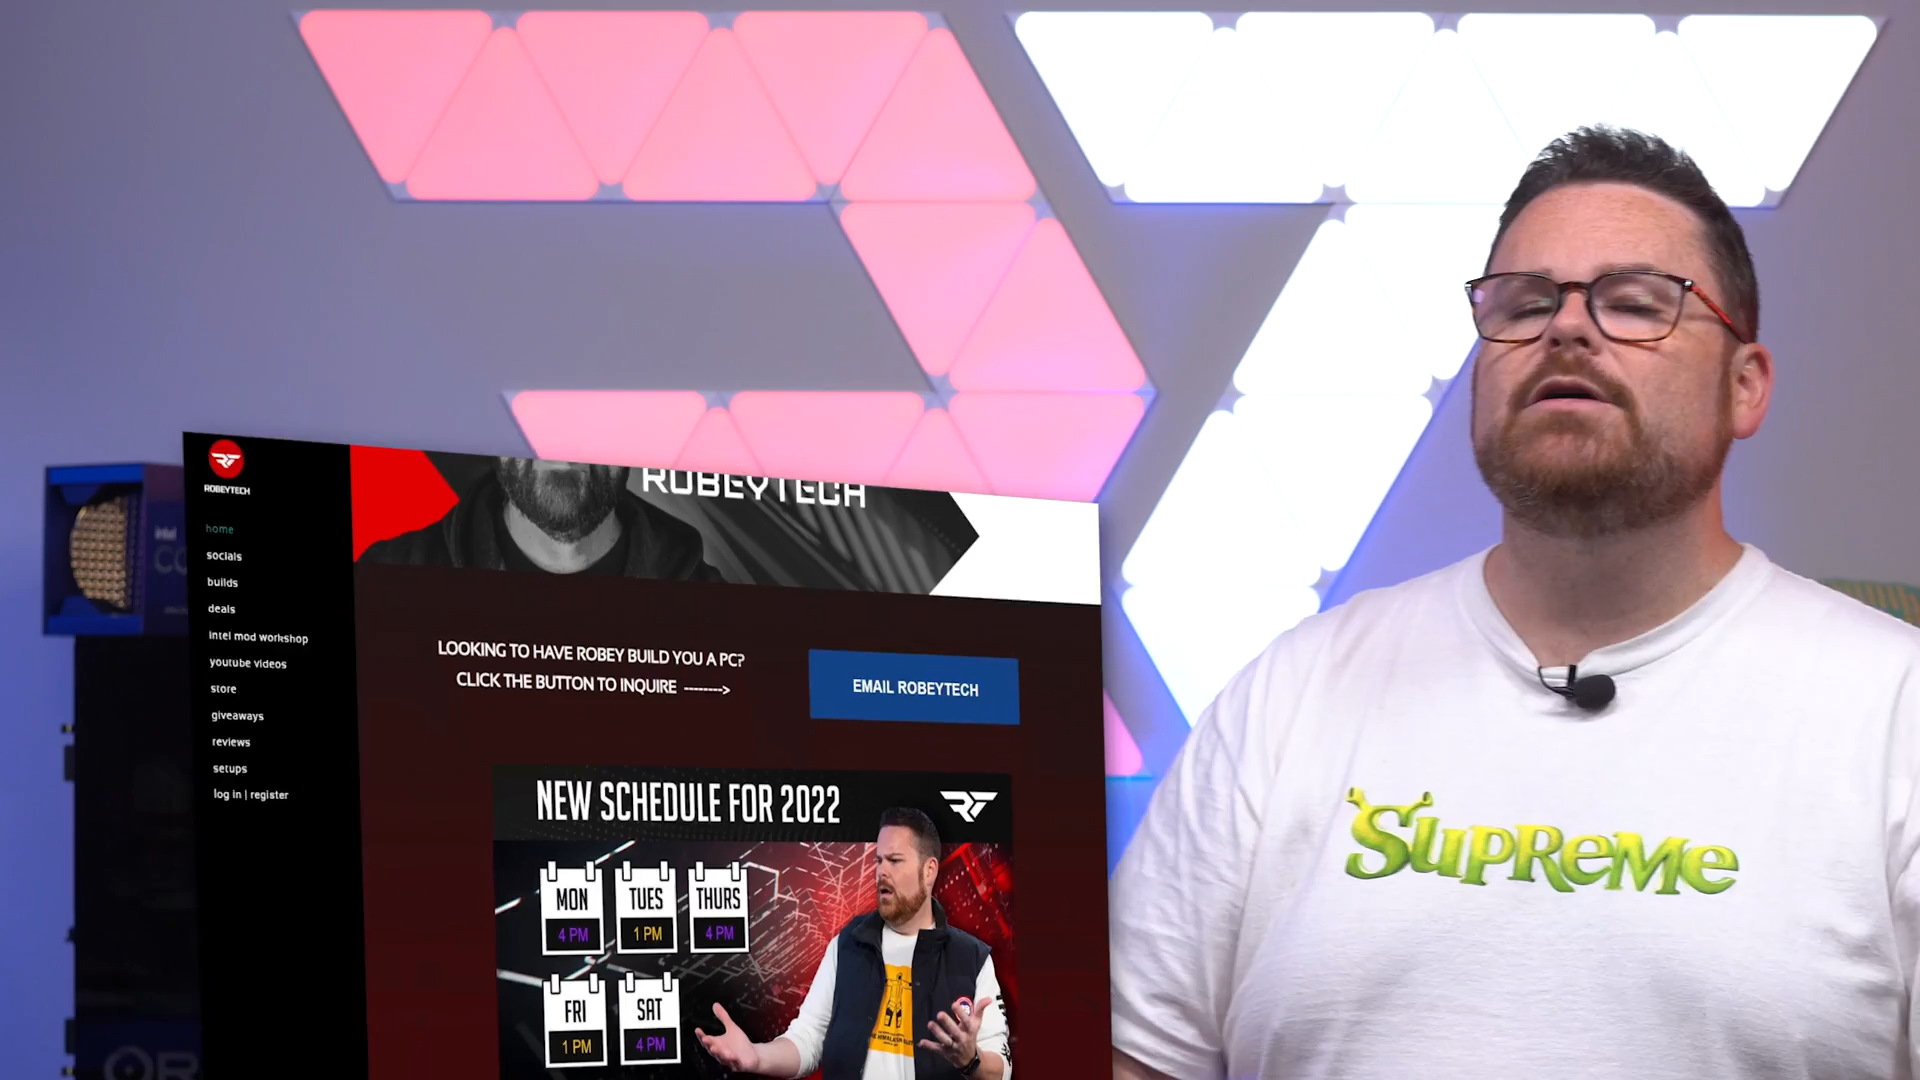 ROBEYTECH
home
socials
builds
deals
intel mod workshop
youtube videos
store
giveaways
reviews
setups
log in | register
ROBEYTECH
LOOKING TO HAVE ROBEY BUILD YOU A PC?
CLICK THE BUTTON TO INQUIRE -------->
EMAIL ROBEYTECH
NEW SCHEDULE FOR 2022
MON
4 PM
TUES
1 PM
THURS
4 PM
FRI
1 PM
SAT
4 PM
SUPReMe
intel